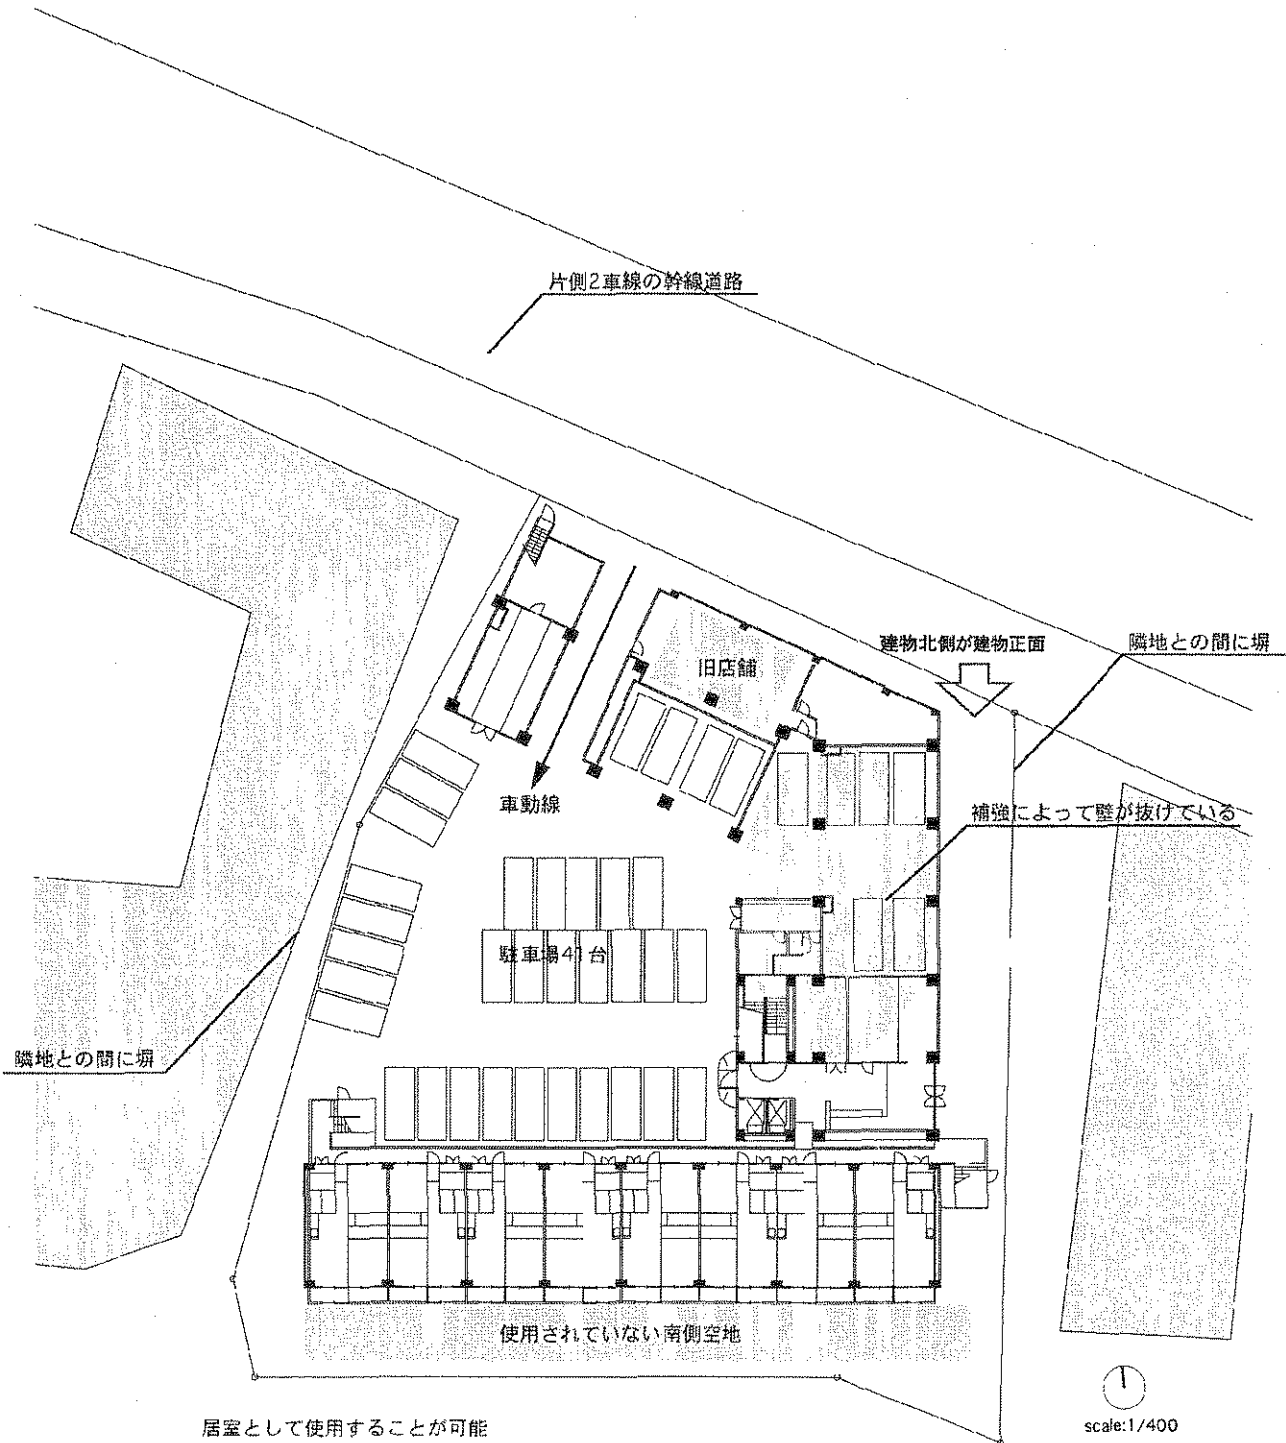 片側2車線の幹線道路
建物北側が建物正面
隣地との間に塀
旧店舗
車動線
補強によって壁が抜けている
駐車場41台
隣地との間に塀
使用されていない南側空地
居室として使用することが可能
scale:1/400